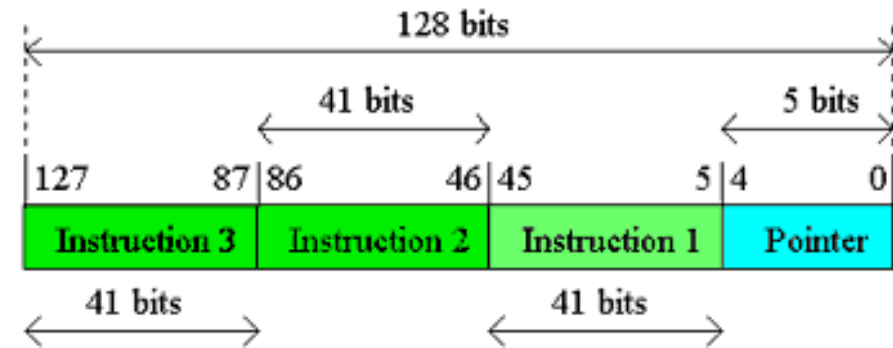 128 bits
41 bits 5 bits
127 87 86 46 45 5 4 0
Instruction 3 Instruction 2 Instruction 1 Pointer
41 bits 41 bits